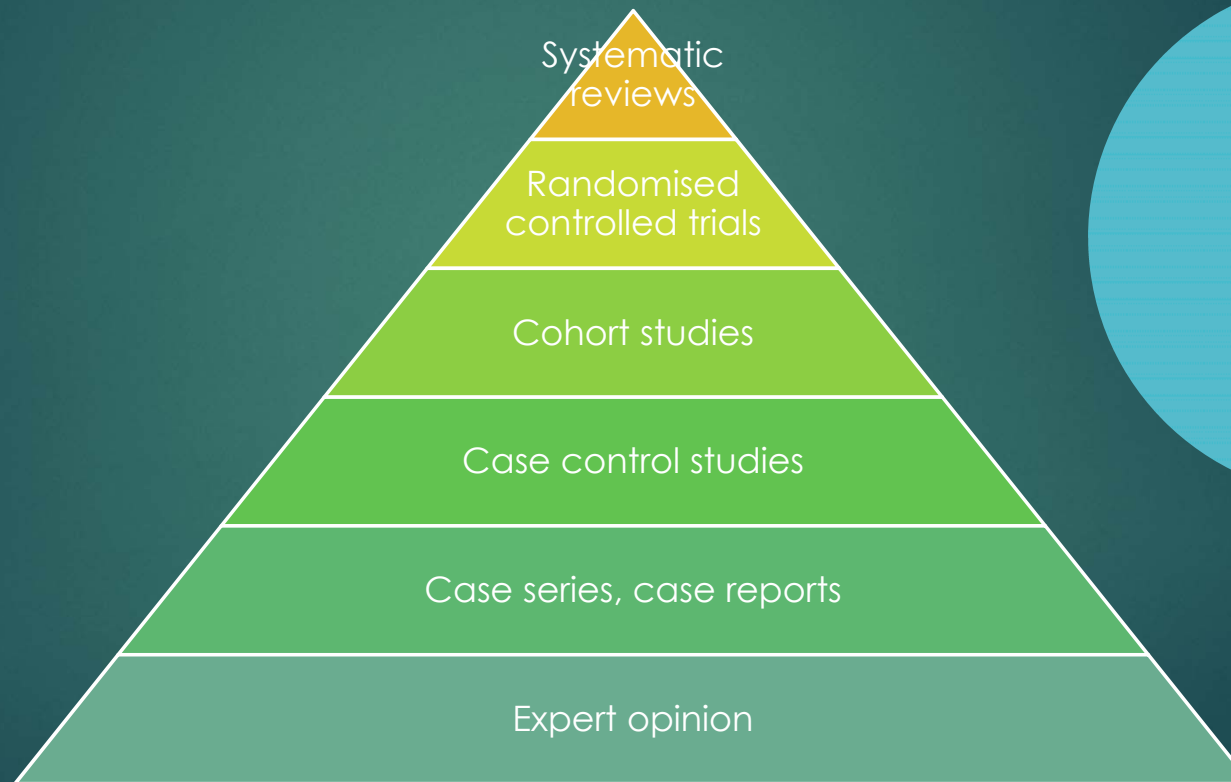 Systematic
reviews
Randomised
controlled trials
Cohort studies
Case control studies
Case series, case reports
Expert opinion